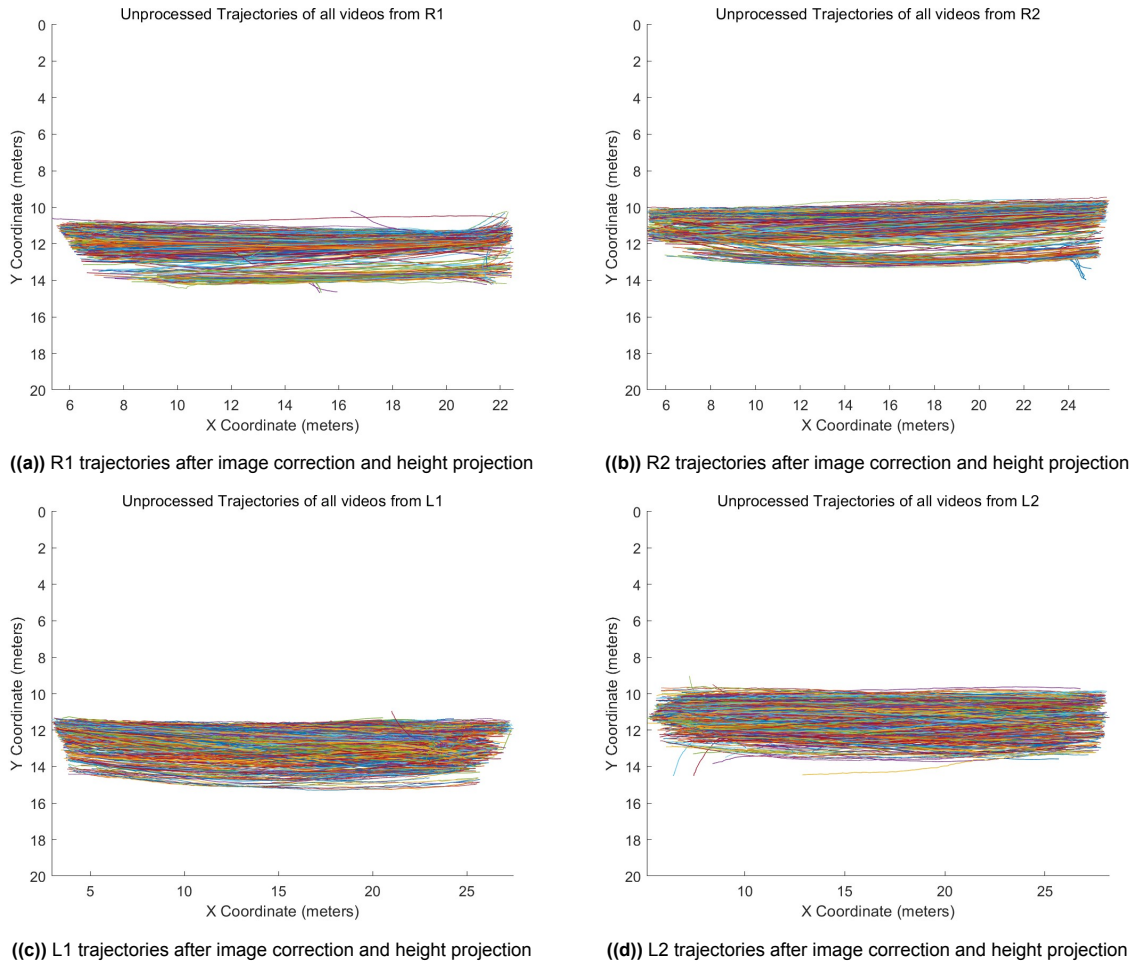 Unprocessed Trajectories of all videos from R1
0
2
4
6
8
10
12
14
16
18
20
Y Coordinate (meters)
6 8 10 12 14 16 18 20 22
X Coordinate (meters)
((a)) R1 trajectories after image correction and height projection
Unprocessed Trajectories of all videos from R2
0
2
4
6
8
10
12
14
16
18
20
Y Coordinate (meters)
6 8 10 12 14 16 18 20 22 24
X Coordinate (meters)
((b)) R2 trajectories after image correction and height projection
Unprocessed Trajectories of all videos from L1
0
2
4
6
8
10
12
14
16
18
20
Y Coordinate (meters)
5 10 15 20 25
X Coordinate (meters)
((c)) L1 trajectories after image correction and height projection
Unprocessed Trajectories of all videos from L2
0
2
4
6
8
10
12
14
16
18
20
Y Coordinate (meters)
10 15 20 25
X Coordinate (meters)
((d)) L2 trajectories after image correction and height projection